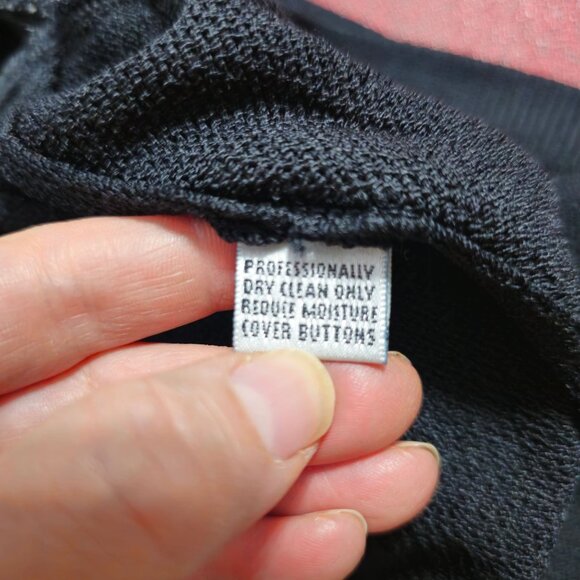 PROFESSIONALLY
DRY CLEAN ONLY
REDUCE MOISTURE
COVER BUTTONS